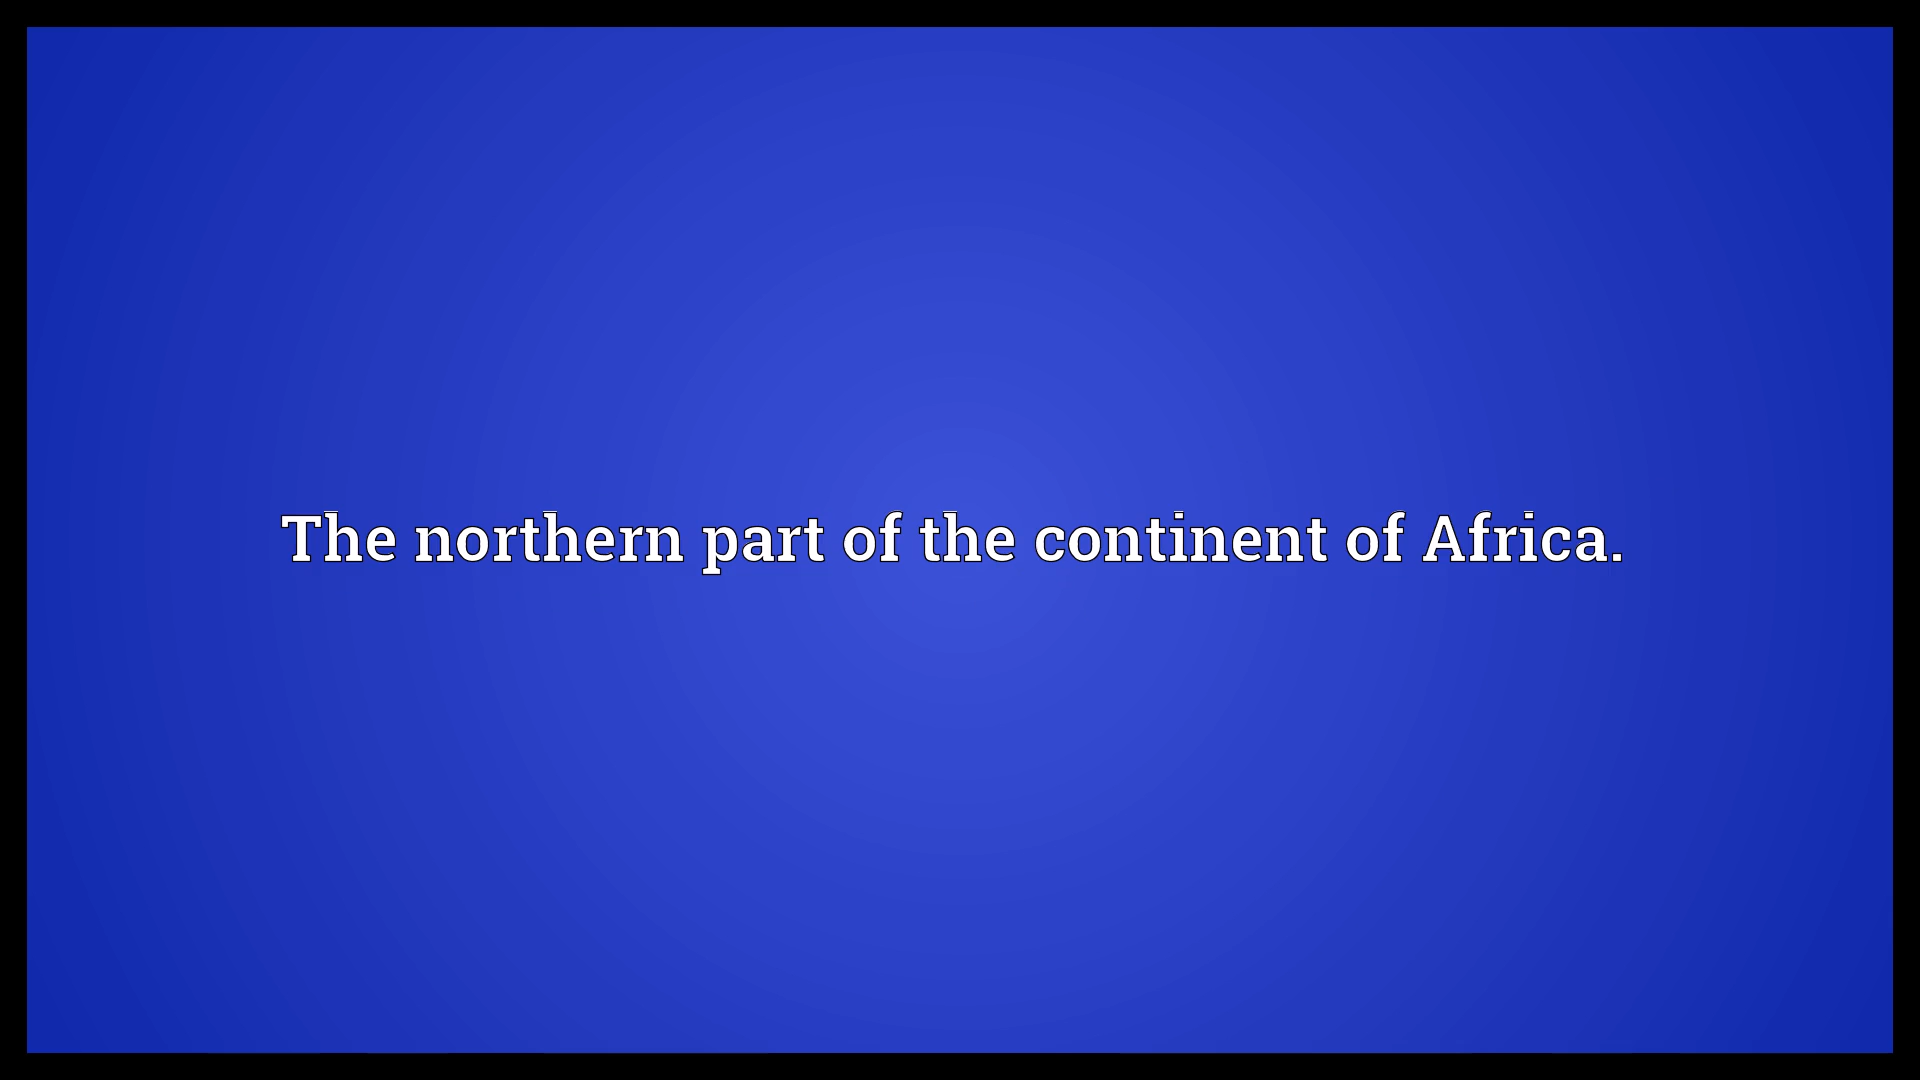 The northern part of the continent of Africa.